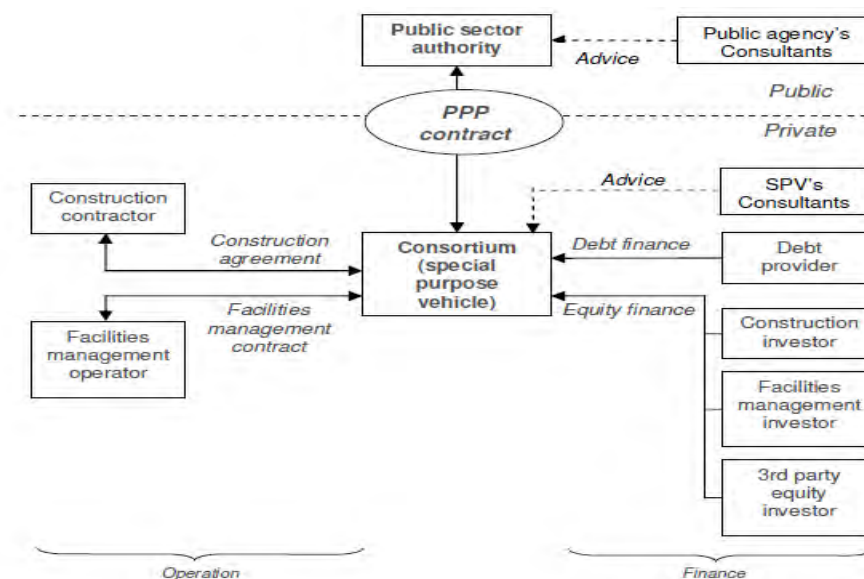 Public sector
authority
Public agency's
Consultants
Advice
Public
PPP
contract
Private
Advice
SPV's
Consultants
Construction
contractor
Construction
agreement
Consortium
(special
purpose
vehicle)
Debt finance
Debt
provider
Facilities
management
contract
Equity finance
Facilities
management
operator
Construction
investor
Facilities
management
investor
3rd party
equity
investor
Operation
Finance